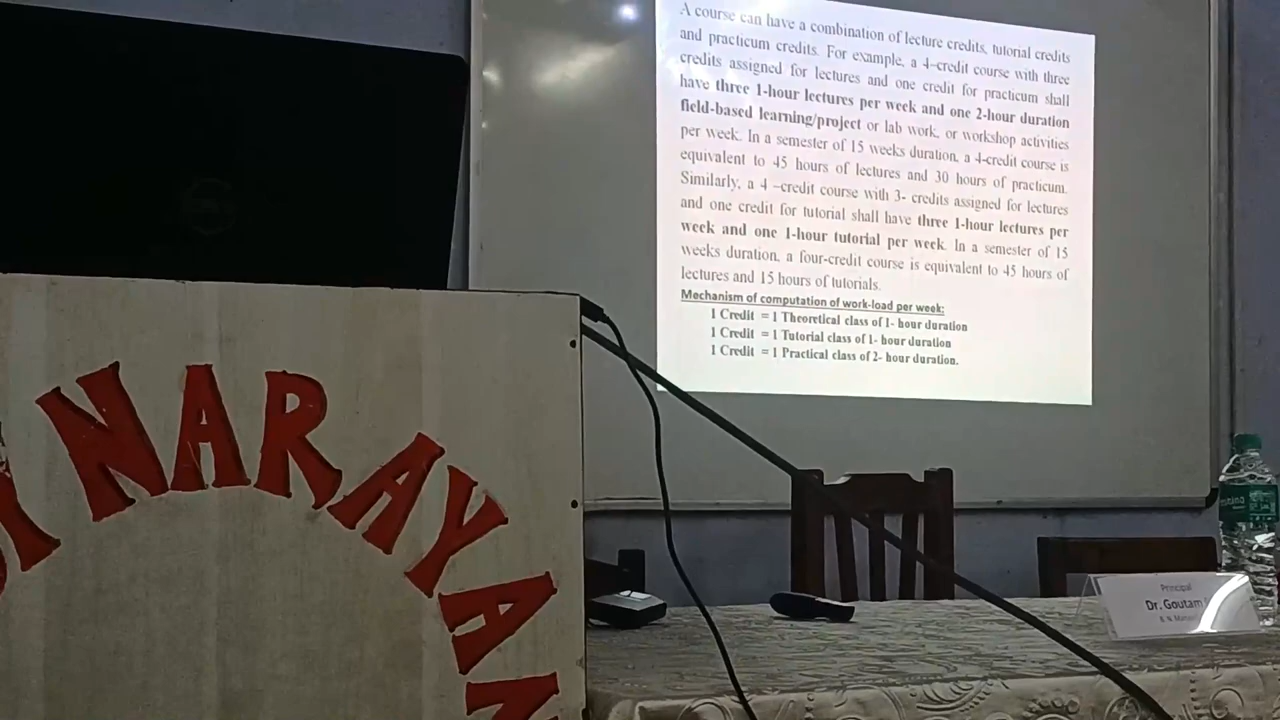 A course can have a combination of lecture credits, tutorial credits
and practicum credits. For example, a 4–credit course with three
credits assigned for lectures and one credit for practicum shall
have three 1-hour lectures per week and one 2-hour duration
field-based learning/project or lab work, or workshop activities
per week. In a semester of 15 weeks duration, a 4-credit course is
equivalent to 45 hours of lectures and 30 hours of practicum.
Similarly, a 4 –credit course with 3- credits assigned for lectures
and one credit for tutorial shall have three 1-hour lectures per
week and one 1-hour tutorial per week. In a semester of 15
weeks duration, a four-credit course is equivalent to 45 hours of
lectures and 15 hours of tutorials.
Mechanism of computation of work-load per week:
1 Credit = 1 Theoretical class of 1- hour duration
1 Credit = 1 Tutorial class of 1- hour duration
1 Credit = 1 Practical class of 2- hour duration.
NARAYAN
Principal
Dr. Goutam